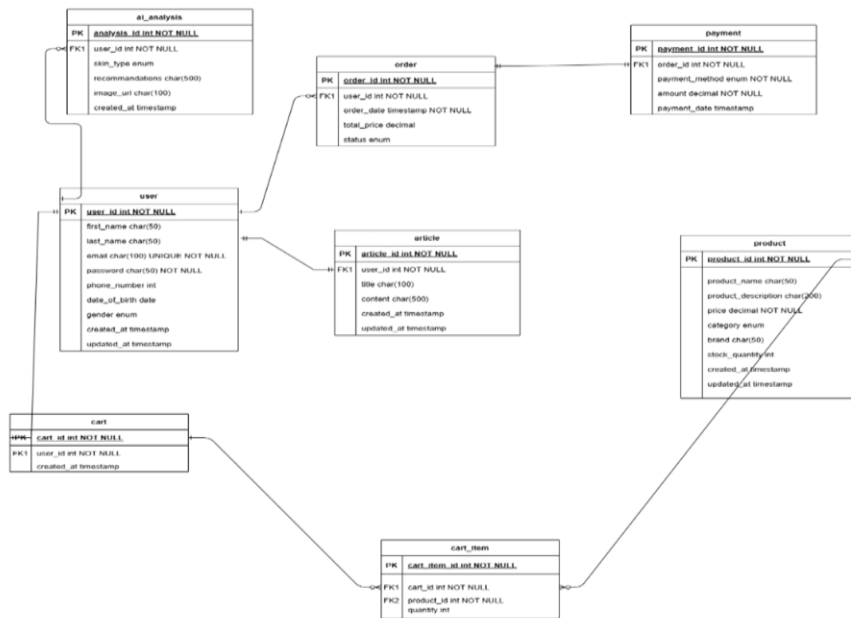 ai_analysis
PK analysis_id int NOT NULL
FK1 user_id int NOT NULL
skin_type enum
recommandations char(500)
image_url char(100)
created_at timestamp
order
PK order_id int NOT NULL
FK1 user_id int NOT NULL
order_date timestamp NOT NULL
total_price decimal
status enum
payment
PK payment_id int NOT NULL
FK1 order_id int NOT NULL
payment_method enum NOT NULL
amount decimal NOT NULL
payment_date timestamp
user
PK user_id int NOT NULL
first_name char(50)
last_name char(50)
email char(100) UNIQUE NOT NULL
password char(50) NOT NULL
phone_number int
date_of_birth date
gender enum
created_at timestamp
updated_at timestamp
article
PK article_id int NOT NULL
FK1 user_id int NOT NULL
title char(100)
content char(500)
created_at timestamp
updated_at timestamp
product
PK product_id int NOT NULL
product_name char(50)
product_description char(200)
price decimal NOT NULL
category enum
brand char(50)
stock_quantity int
created_at timestamp
updated_at timestamp
cart
PK cart_id int NOT NULL
FK1 user_id int NOT NULL
created_at timestamp
cart_item
PK cart_item_id int NOT NULL
FK1 cart_id int NOT NULL
FK2 product_id int NOT NULL
quantity int